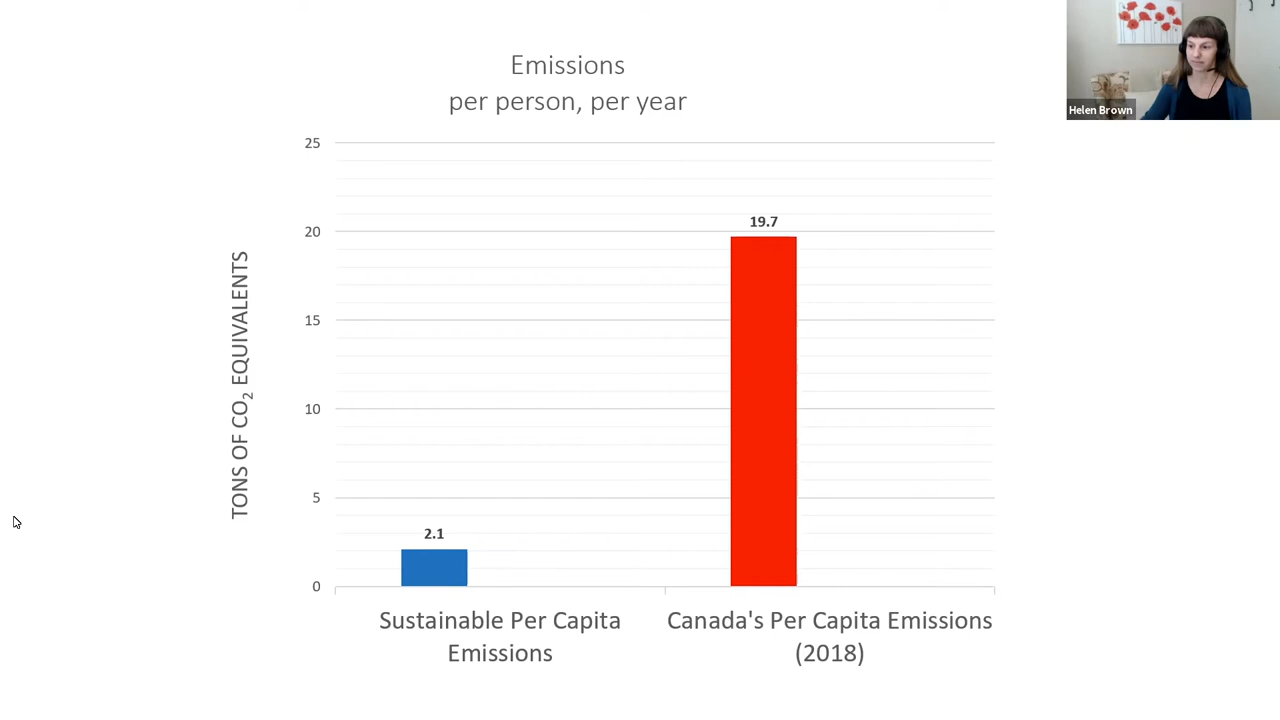 Emissions
per person, per year
Helen Brown
25
20
15
10
5
0
TONS OF CO₂ EQUIVALENTS
19.7
2.1
Sustainable Per Capita
Emissions
Canada's Per Capita Emissions
(2018)